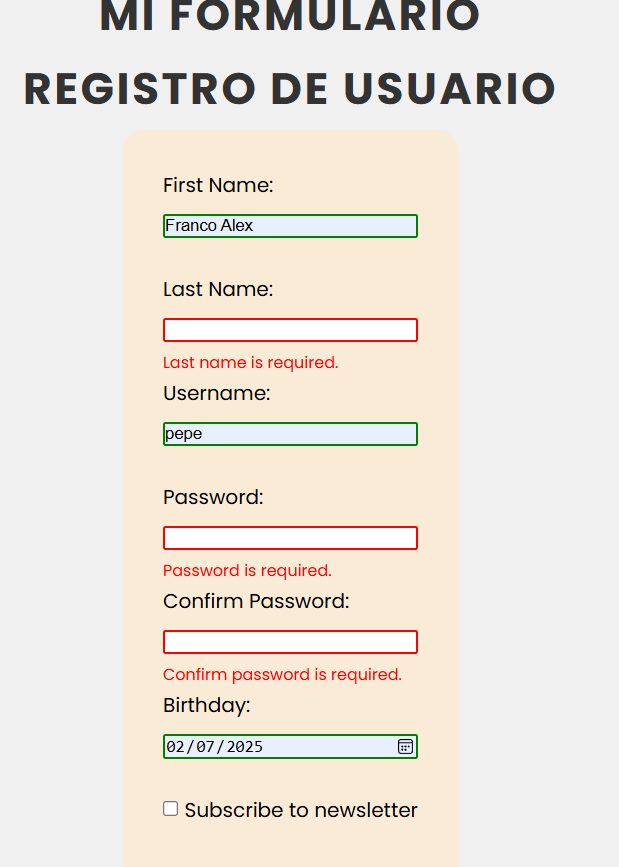 MI FORMULARIO
REGISTRO DE USUARIO
First Name:
Franco Alex
Last Name:
Last name is required.
Username:
pepe
Password:
Password is required.
Confirm Password:
Confirm password is required.
Birthday:
02/07/2025
Subscribe to newsletter